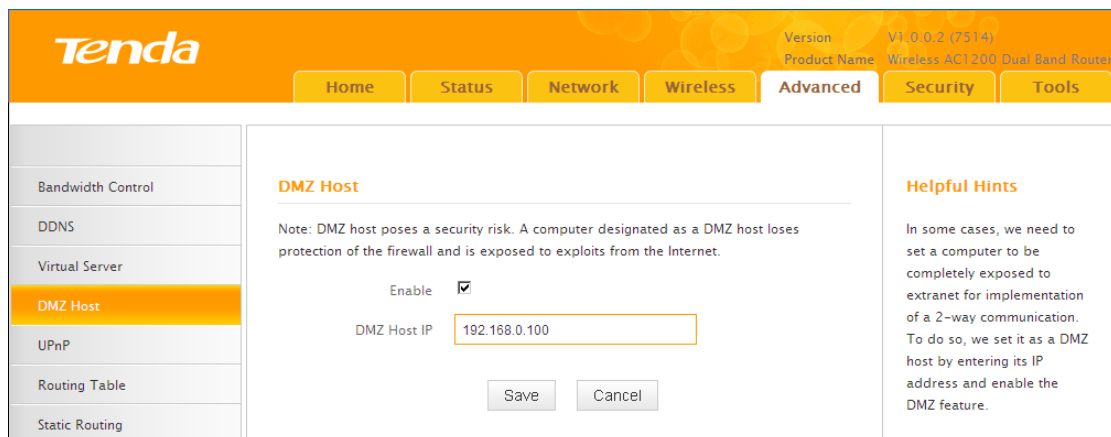 Tenda
Version V1.0.0.2 (7514)
Product Name Wireless AC1200 Dual Band Router
Home Status Network Wireless Advanced Security Tools
Bandwidth Control
DDNS
Virtual Server
DMZ Host
UPnP
Routing Table
Static Routing
DMZ Host
Note: DMZ host poses a security risk. A computer designated as a DMZ host loses
protection of the firewall and is exposed to exploits from the Internet.
Enable
DMZ Host IP 192.168.0.100
Save Cancel
Helpful Hints
In some cases, we need to
set a computer to be
completely exposed to
extranet for implementation
of a 2-way communication.
To do so, we set it as a DMZ
host by entering its IP
address and enable the
DMZ feature.